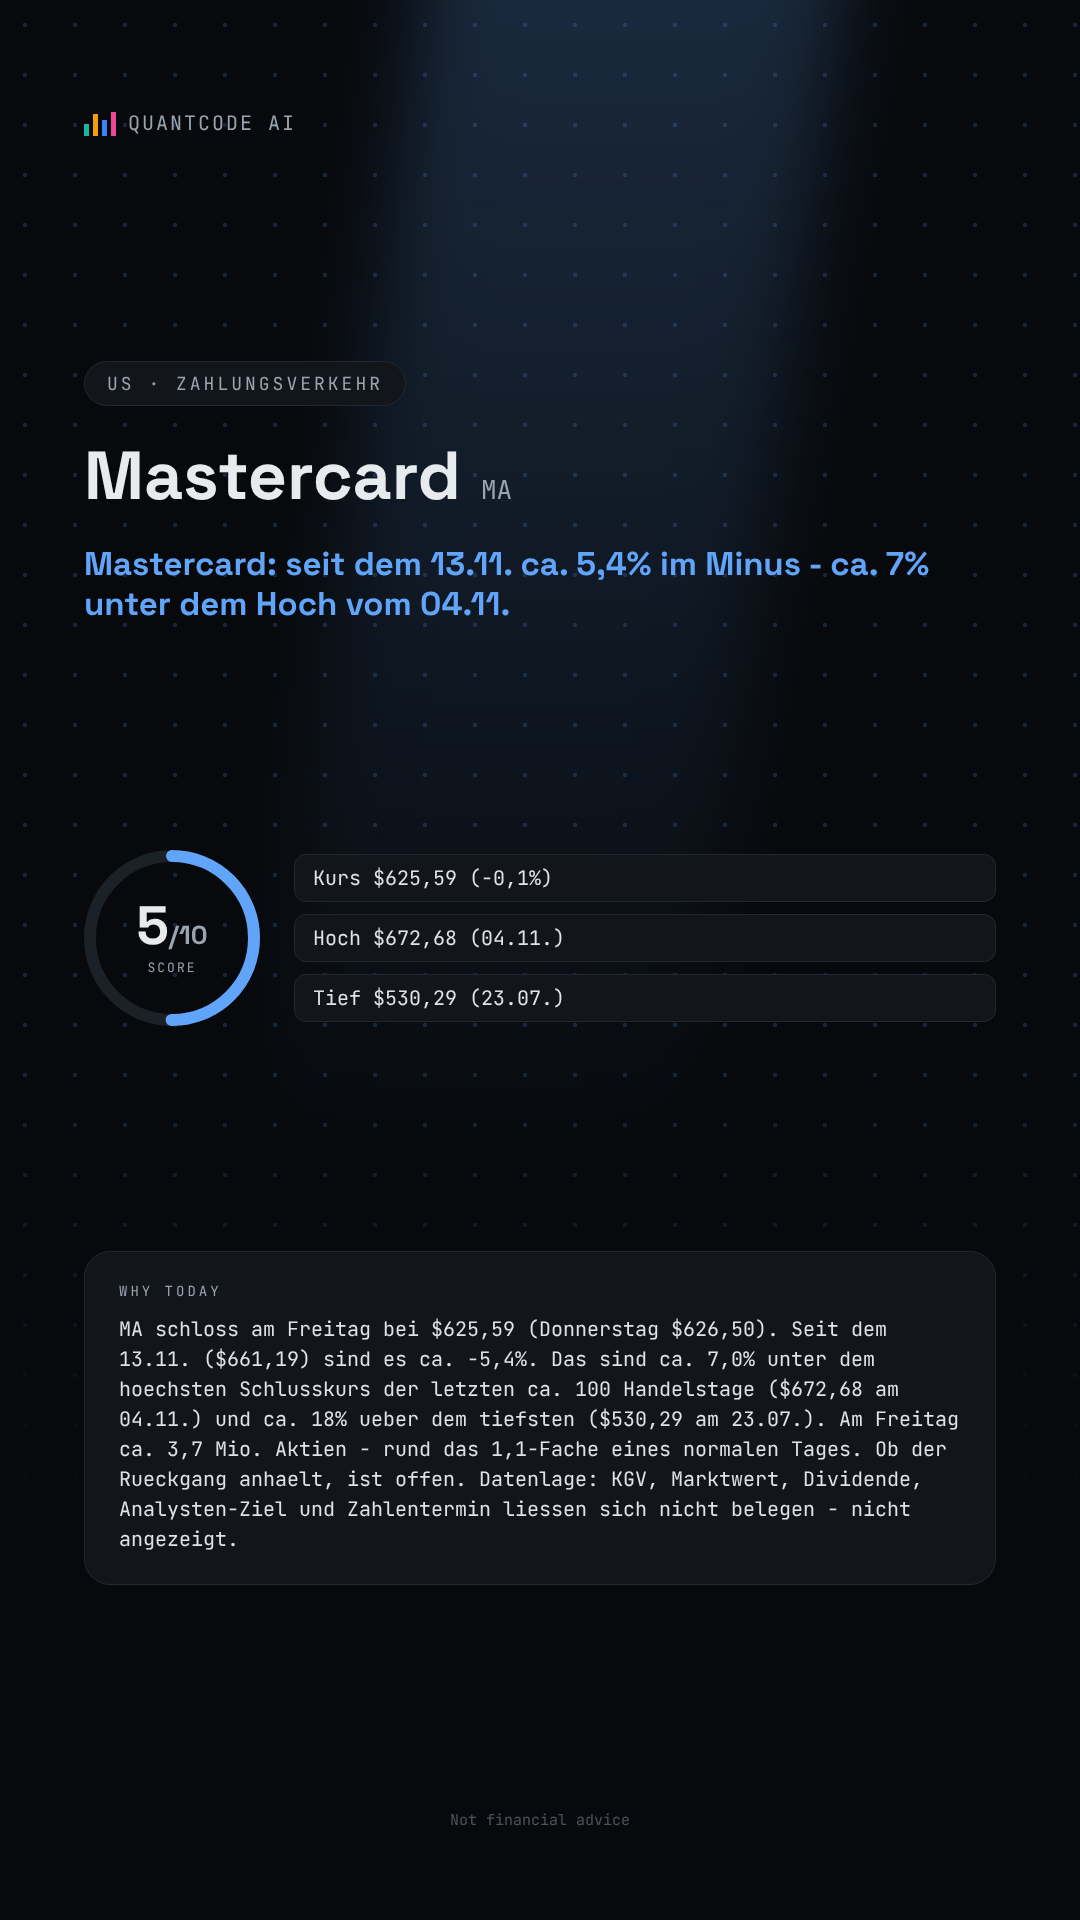 QUANTCODE AI
US · ZAHLUNGSVERKEHR
Mastercard MA
Mastercard: seit dem 13.11. ca. 5,4% im Minus - ca. 7%
unter dem Hoch vom 04.11.
5/10
SCORE
Kurs $625,59 (-0,1%)
Hoch $672,68 (04.11.)
Tief $530,29 (23.07.)
WHY TODAY
MA schloss am Freitag bei $625,59 (Donnerstag $626,50). Seit dem
13.11. ($661,19) sind es ca. -5,4%. Das sind ca. 7,0% unter dem
hoechsten Schlusskurs der letzten ca. 100 Handelstage ($672,68 am
04.11.) und ca. 18% ueber dem tiefsten ($530,29 am 23.07.). Am Freitag
ca. 3,7 Mio. Aktien - rund das 1,1-Fache eines normalen Tages. Ob der
Rueckgang anhaelt, ist offen. Datenlage: KGV, Marktwert, Dividende,
Analysten-Ziel und Zahlentermin liessen sich nicht belegen - nicht
angezeigt.
Not financial advice